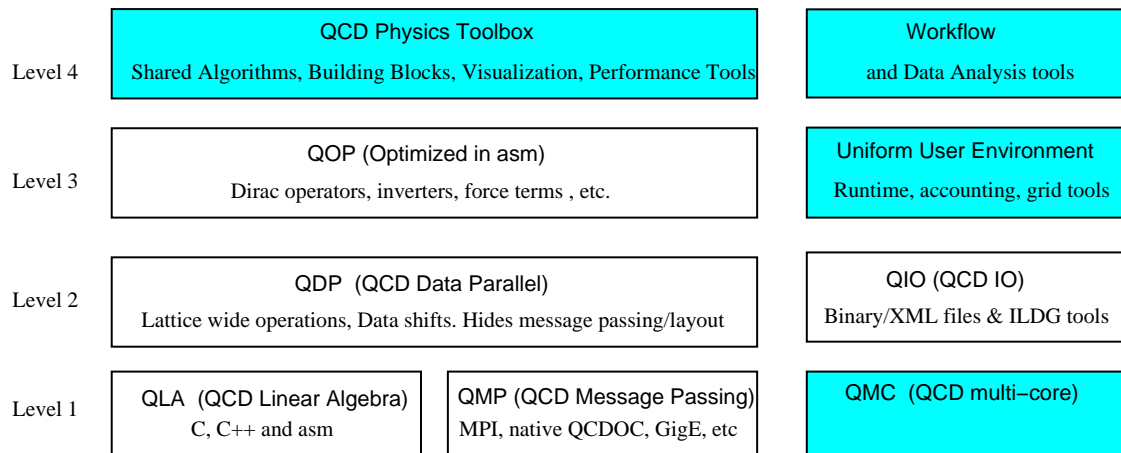 QCD Physics Toolbox
Workflow
Level 4
Shared Algorithms, Building Blocks, Visualization, Performance Tools
and Data Analysis tools
QOP (Optimized in asm)
Uniform User Environment
Level 3
Dirac operators, inverters, force terms , etc.
Runtime, accounting, grid tools
QDP (QCD Data Parallel)
QIO (QCD IO)
Level 2
Lattice wide operations, Data shifts. Hides message passing/layout
Binary/XML files & ILDG tools
QLA (QCD Linear Algebra)
QMP (QCD Message Passing)
QMC (QCD multi−core)
Level 1
C, C++ and asm
MPI, native QCDOC, GigE, etc